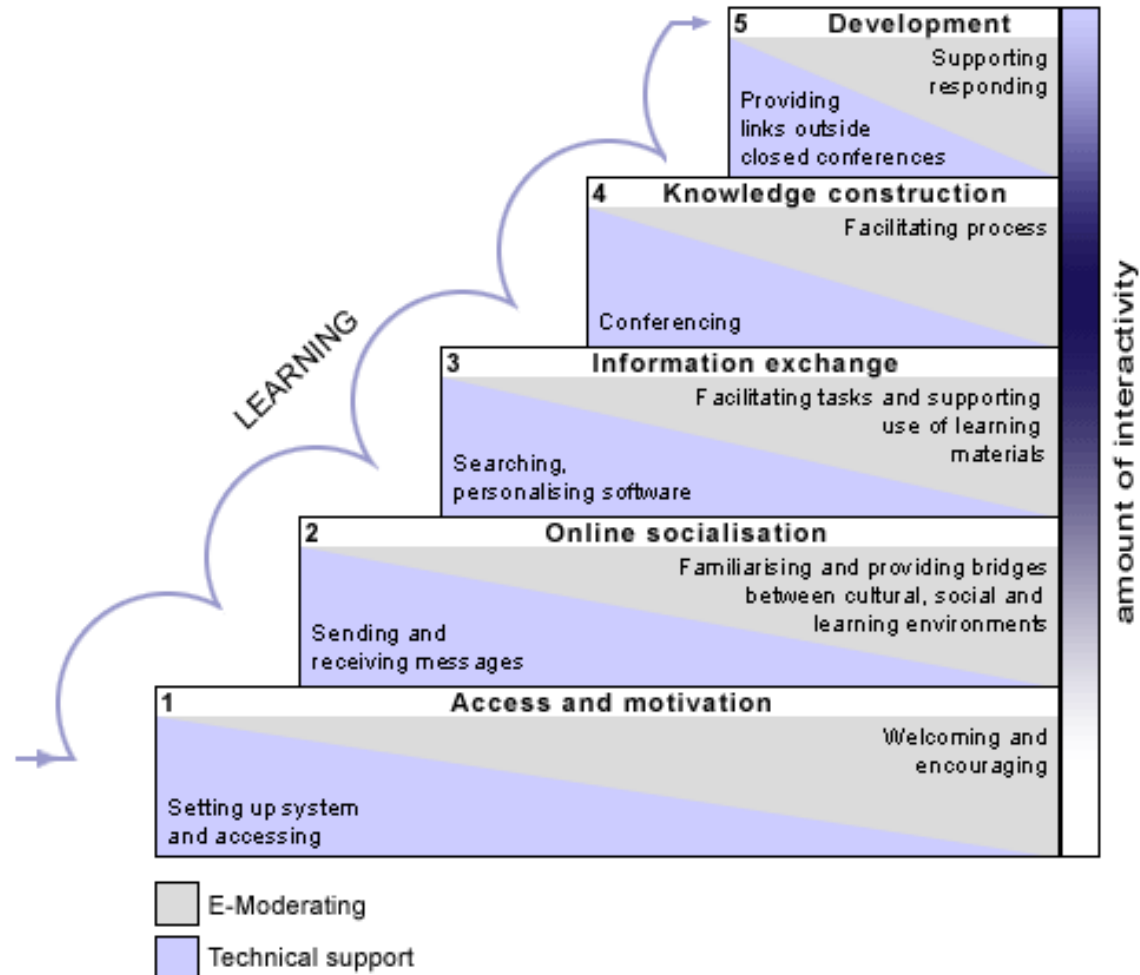 5 Development
Supporting
responding
Providing
links outside
closed conferences
4 Knowledge construction
Facilitating process
Conferencing
3 Information exchange
Facilitating tasks and supporting
use of learning
materials
Searching,
personalising software
2 Online socialisation
Familiarising and providing bridges
between cultural, social and
learning environments
Sending and
receiving messages
1 Access and motivation
Welcoming and
encouraging
Setting up system
and accessing
LEARNING
amount of interactivity
E-Moderating
Technical support